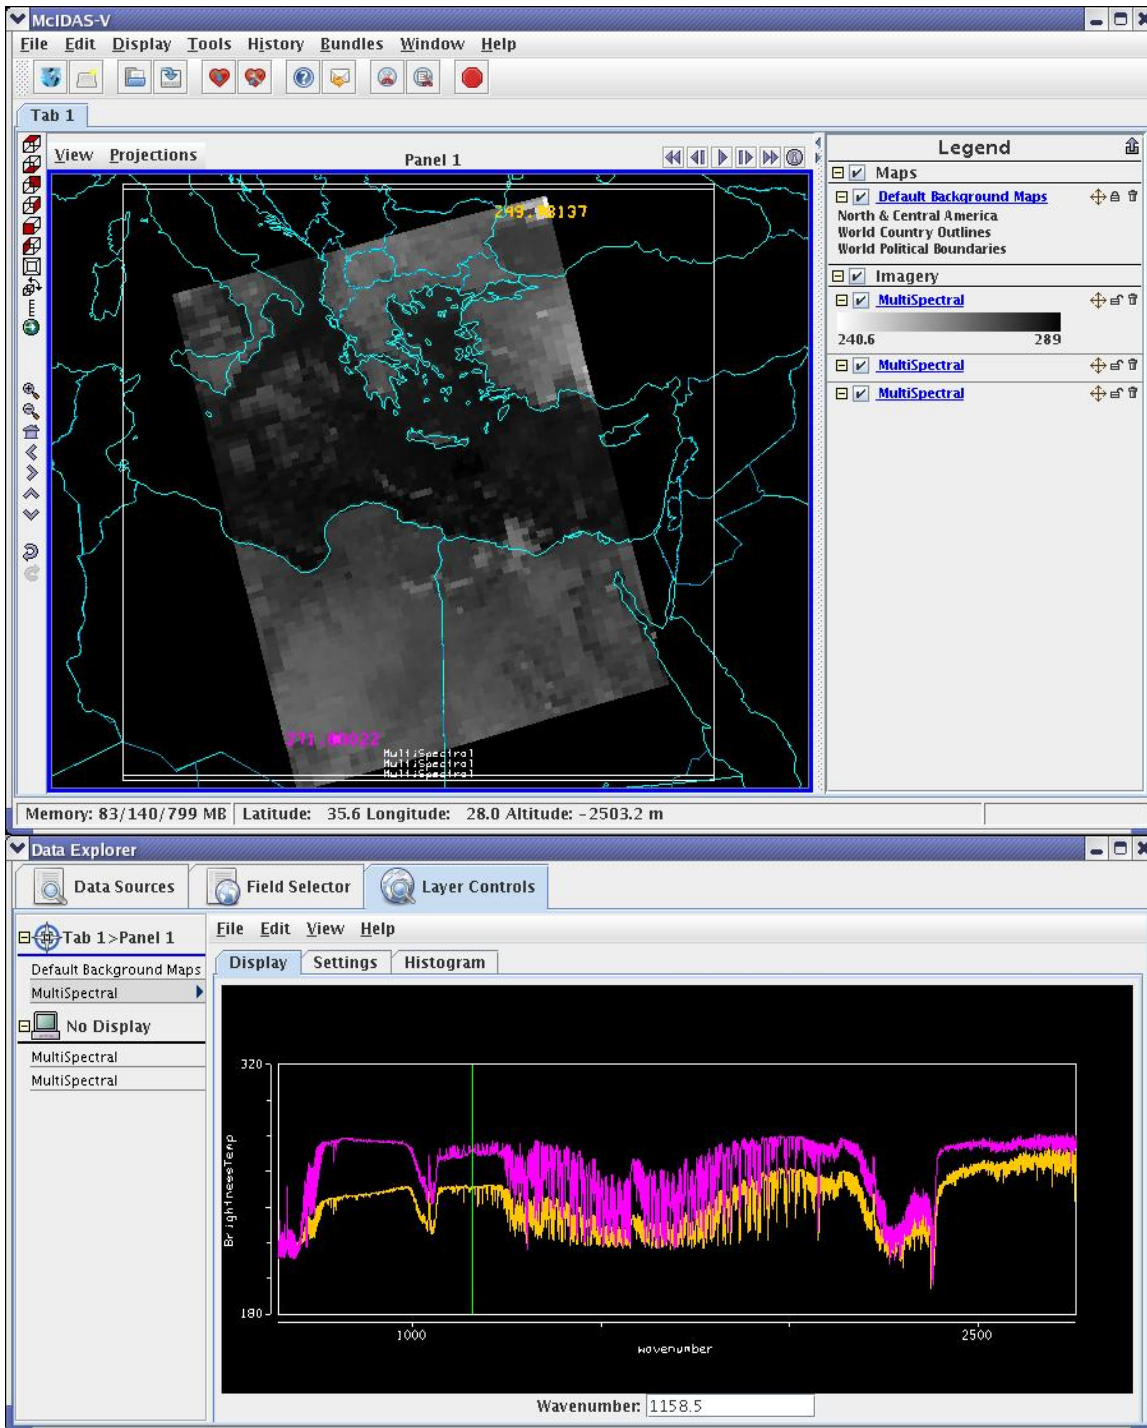 McIDAS-V
File Edit Display Tools History Bundles Window Help
Tab 1
View Projections
Panel 1
Legend
Maps
Default Background Maps
North & Central America
World Country Outlines
World Political Boundaries
Imagery
MultiSpectral
240.6 289
MultiSpectral
MultiSpectral
MultiSpectral
MultiSpectral
MultiSpectral
Memory: 83/140/799 MB Latitude: 35.6 Longitude: 28.0 Altitude: -2503.2 m
Data Explorer
Data Sources Field Selector Layer Controls
Tab 1>Panel 1
Default Background Maps
MultiSpectral
No Display
MultiSpectral
MultiSpectral
File Edit View Help
Display Settings Histogram
320
BrightnessTemp
180
1000 2500
wavenumber
Wavenumber: 1158.5